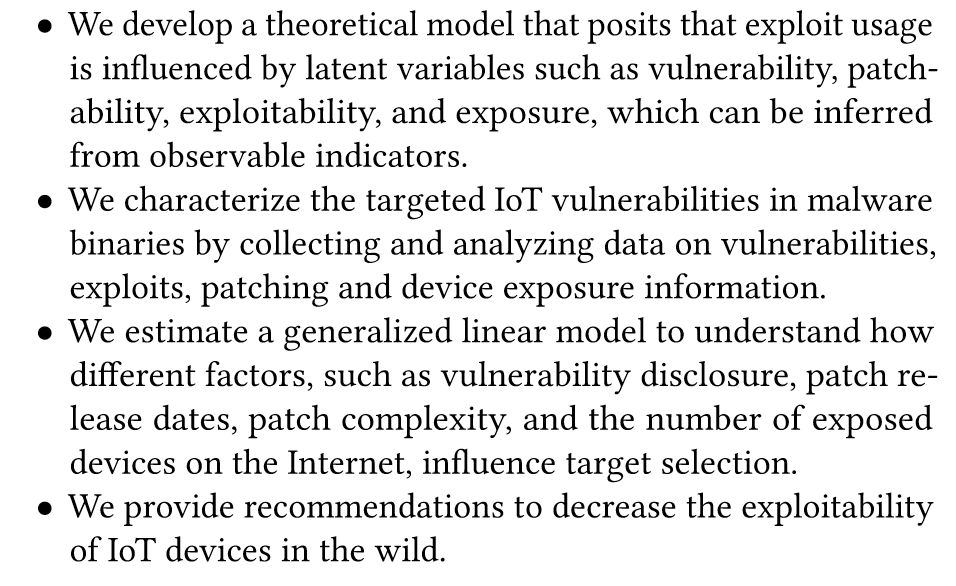 • We develop a theoretical model that posits that exploit usage
is influenced by latent variables such as vulnerability, patch-
ability, exploitability, and exposure, which can be inferred
from observable indicators.
• We characterize the targeted IoT vulnerabilities in malware
binaries by collecting and analyzing data on vulnerabilities,
exploits, patching and device exposure information.
• We estimate a generalized linear model to understand how
different factors, such as vulnerability disclosure, patch re-
lease dates, patch complexity, and the number of exposed
devices on the Internet, influence target selection.
• We provide recommendations to decrease the exploitability
of IoT devices in the wild.